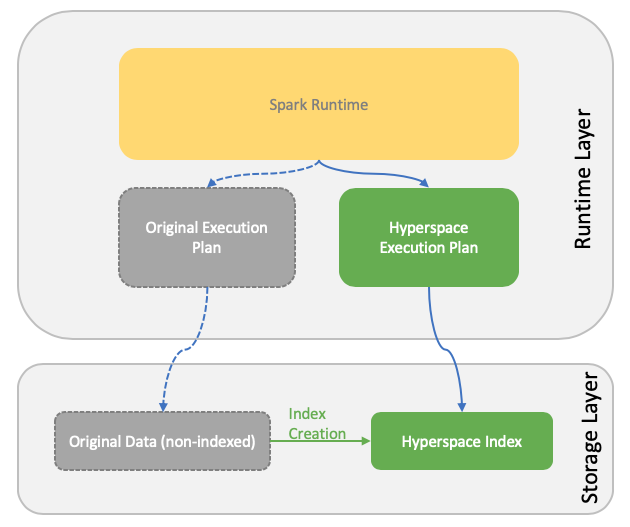 Spark Runtime
Runtime Layer
Original Execution
Plan
Hyperspace
Execution Plan
Storage Layer
Original Data (non-indexed)
Index
Creation
Hyperspace Index